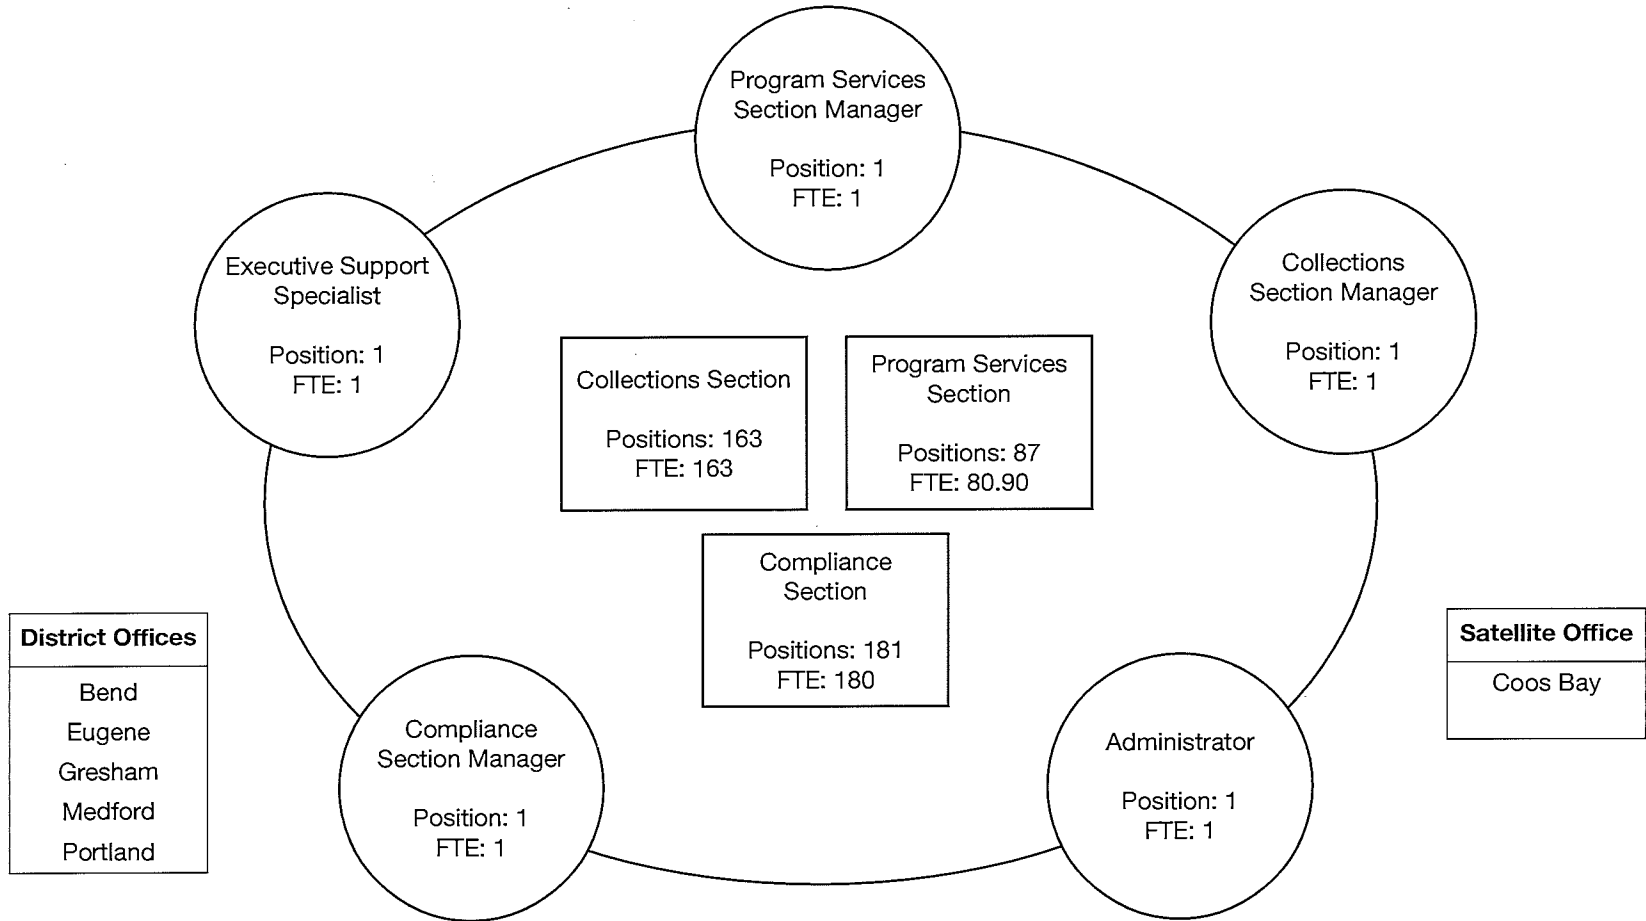 Program Services
Section Manager
Position: 1
FTE: 1
Executive Support
Specialist
Position: 1
FTE: 1
Collections
Section Manager
Position: 1
FTE: 1
Collections Section
Positions: 163
FTE: 163
Program Services
Section
Positions: 87
FTE: 80.90
Compliance
Section
Positions: 181
FTE: 180
District Offices
Bend
Eugene
Gresham
Medford
Portland
Satellite Office
Coos Bay
Compliance
Section Manager
Position: 1
FTE: 1
Administrator
Position: 1
FTE: 1